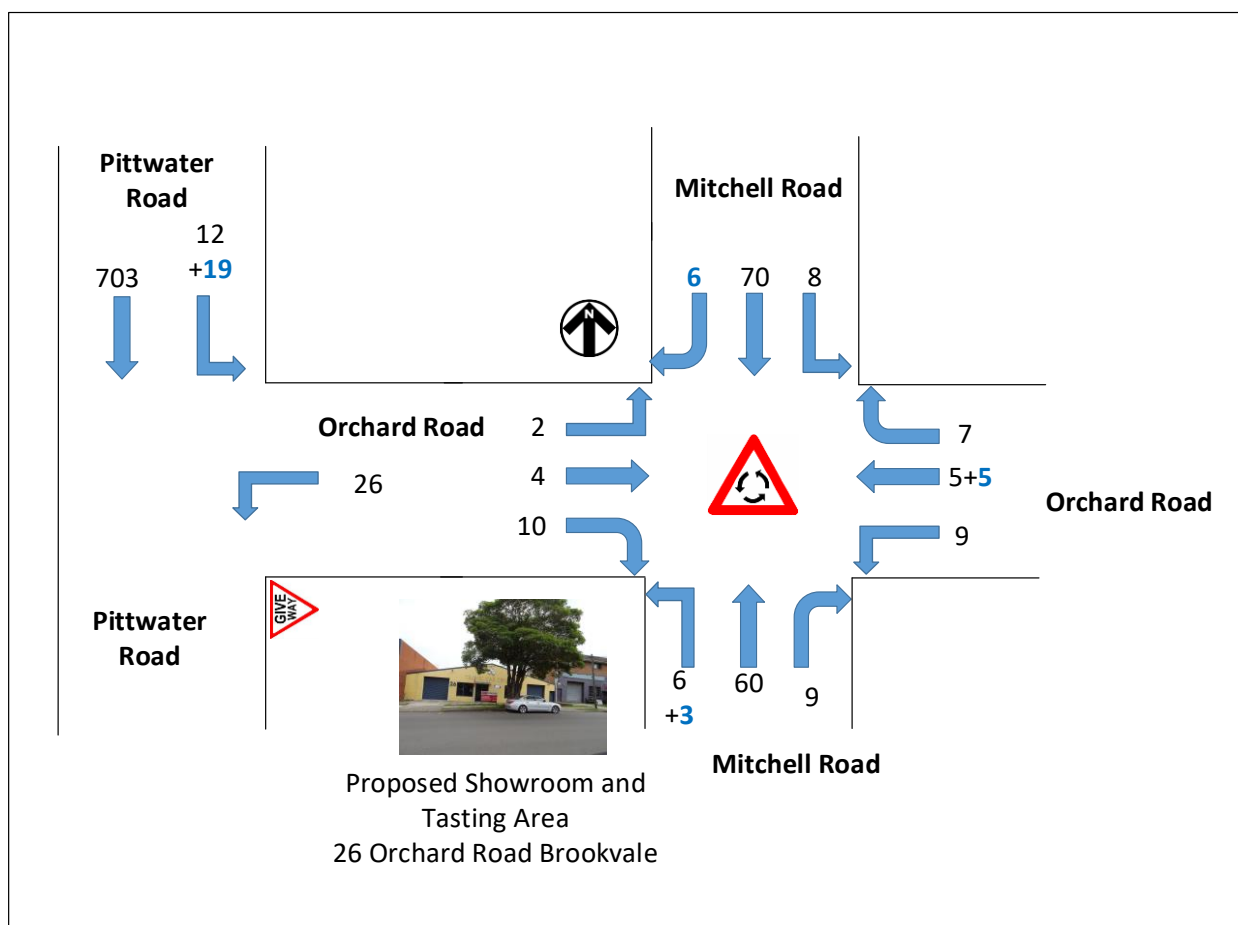 Pittwater
Road
12
+19
703
Mitchell Road
6 70 8
N
Orchard Road
2
4
10
26
7
5+5
9
Orchard Road
GIVE
WAY
Pittwater
Road
6
+3
60
9
Mitchell Road
Proposed Showroom and
Tasting Area
26 Orchard Road Brookvale